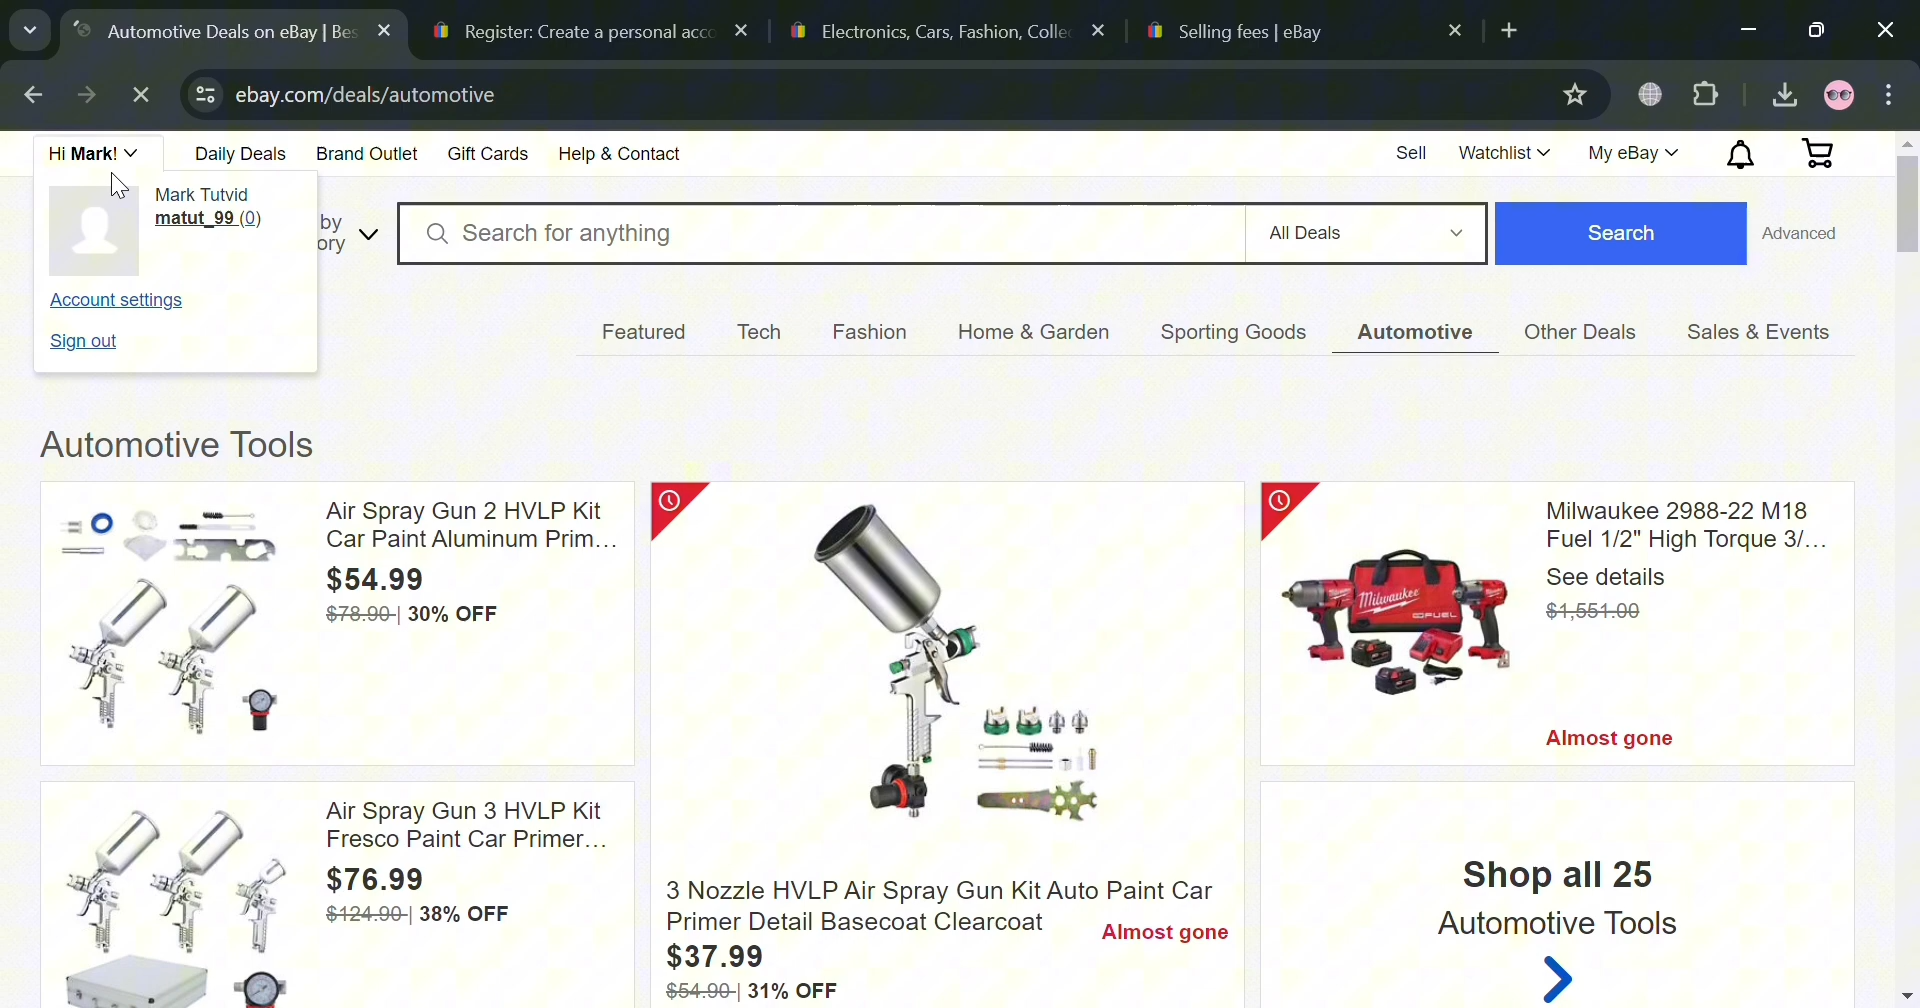 Automotive Deals on eBay | Bes
Register: Create a personal acco
Electronics, Cars, Fashion, Colle
Selling fees | eBay
ebay.com/deals/automotive
Hi Mark!
Daily Deals
Brand Outlet
Gift Cards
Help & Contact
Sell
Watchlist
My eBay
Mark Tutvid
matut_99 (0)
Account settings
Sign out
by
ory
Search for anything
All Deals
Search
Advanced
Featured
Tech
Fashion
Home & Garden
Sporting Goods
Automotive
Other Deals
Sales & Events
Automotive Tools
Air Spray Gun 2 HVLP Kit
Car Paint Aluminum Prim...
$54.99
$78.90 | 30% OFF
Air Spray Gun 3 HVLP Kit
Fresco Paint Car Primer...
$76.99
$124.90 | 38% OFF
3 Nozzle HVLP Air Spray Gun Kit Auto Paint Car
Primer Detail Basecoat Clearcoat
Almost gone
$37.99
$54.90 | 31% OFF
Milwaukee
FUEL
Milwaukee 2988-22 M18
Fuel 1/2" High Torque 3/...
See details
$1,551.00
Almost gone
Shop all 25
Automotive Tools